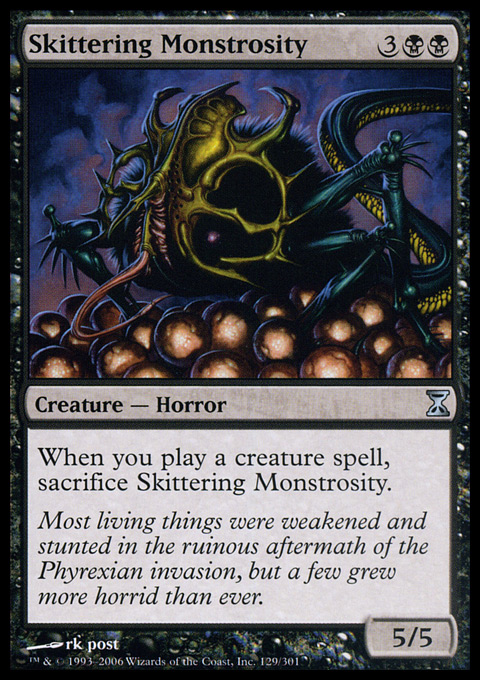 Skittering Monstrosity 3
Creature — Horror
When you play a creature spell,
sacrifice Skittering Monstrosity.
Most living things were weakened and
stunted in the ruinous aftermath of the
Phyrexian invasion, but a few grew
more horrid than ever.
rk post
5/5
™ & © 1993–2006 Wizards of the Coast, Inc. 129/301